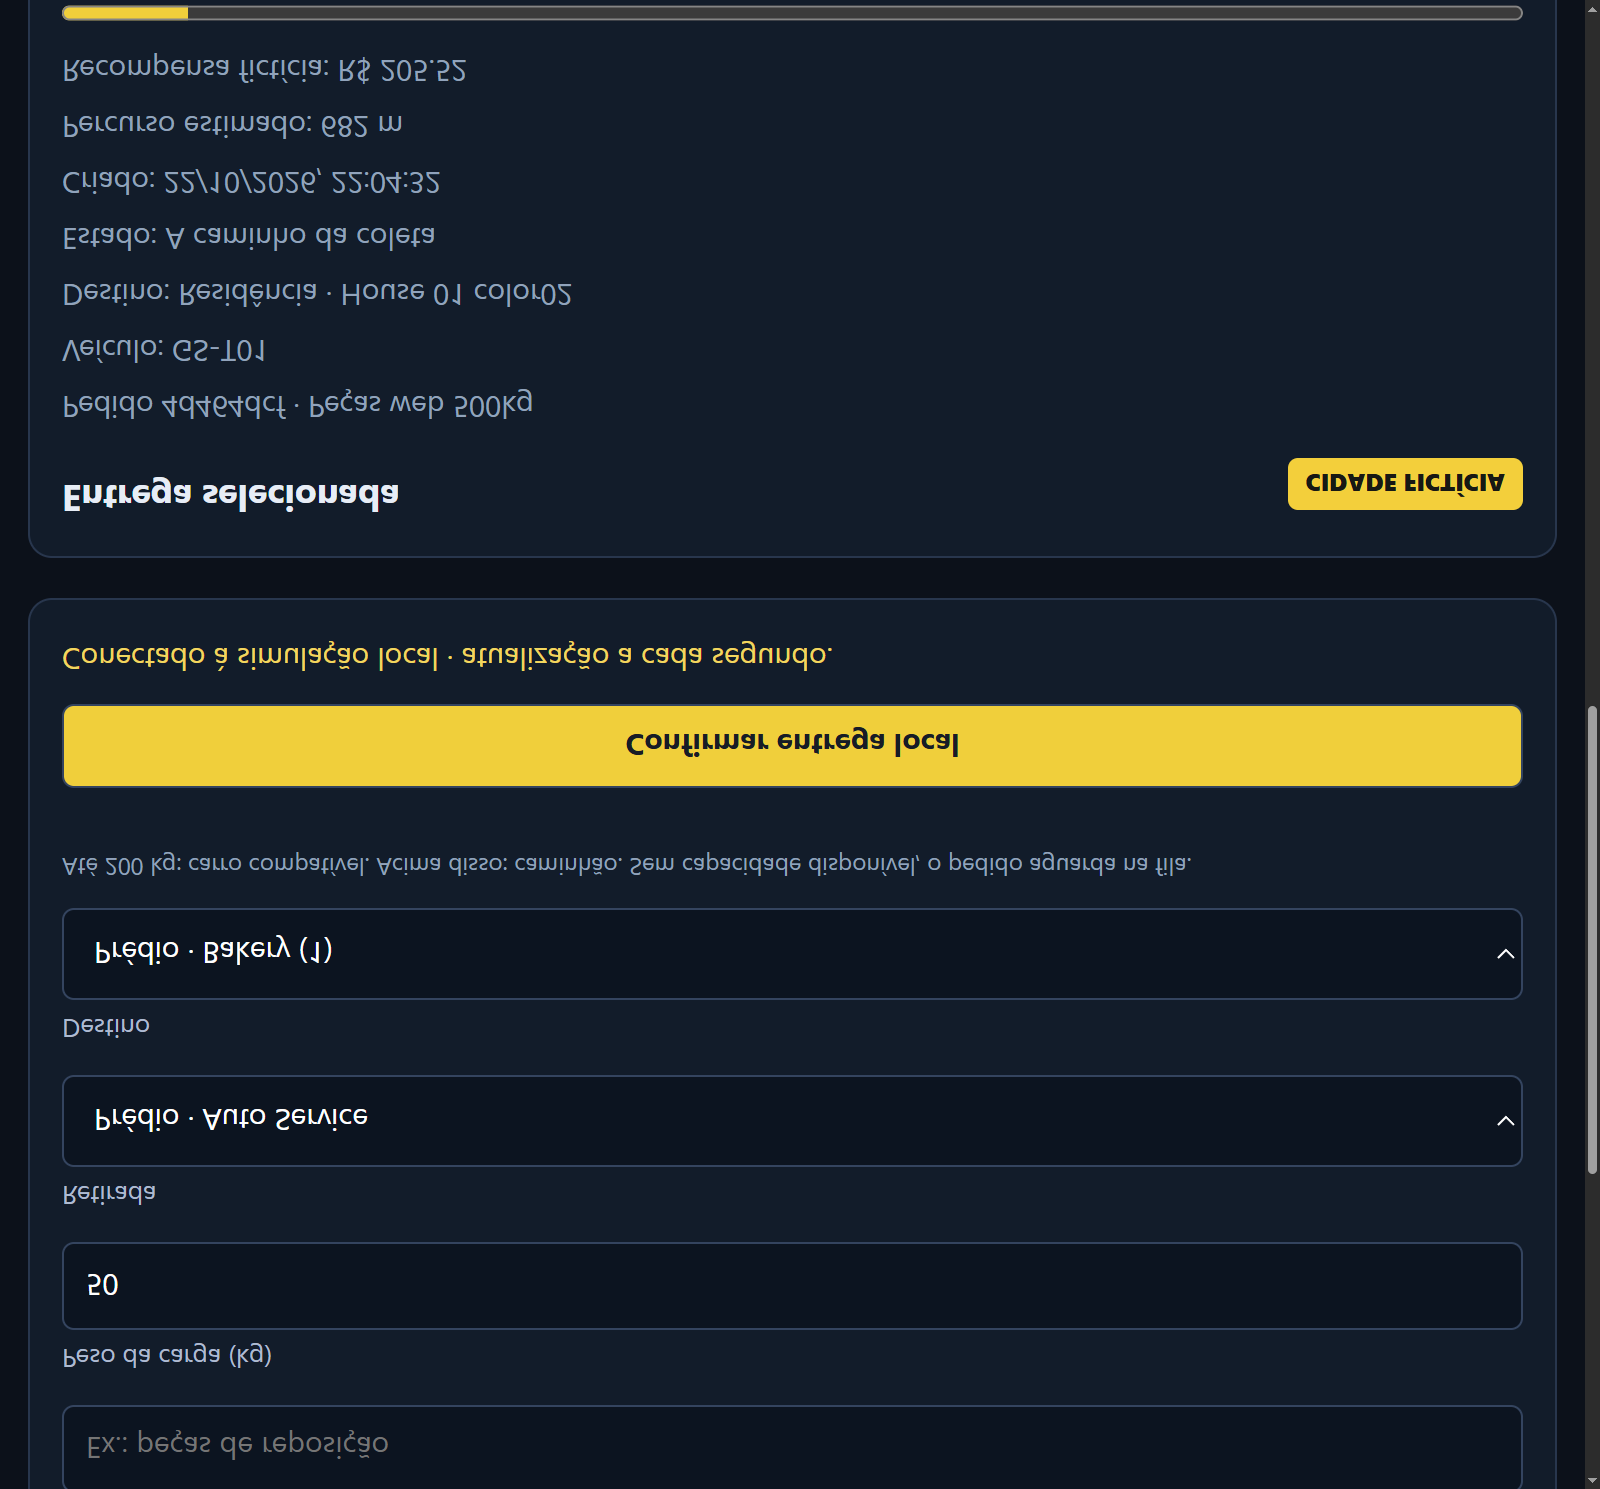 Ex.: peças de reposição
Peso da carga (kg)
50
Retirada
Prédio · Auto Service
Destino
Prédio · Bakery (1)
Até 200 kg: carro compatível. Acima disso: caminhão. Sem capacidade disponível, o pedido aguarda na fila.
Confirmar entrega local
Conectado à simulação local · atualização a cada segundo.
Entrega selecionada
CIDADE FICTÍCIA
Pedido 4d464dcf · Peças web 500kg
Veículo: GS-T01
Destino: Residência · House 01 color02
Estado: A caminho da coleta
Criado: 22/10/2026, 22:04:32
Percurso estimado: 682 m
Recompensa fictícia: R$ 205.52